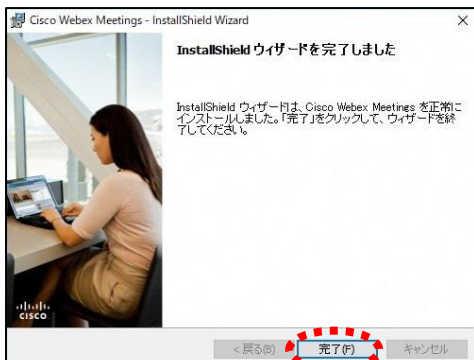 Cisco Webex Meetings - InstallShield Wizard
InstallShield ウィザードを完了しました
InstallShield ウィザードは、Cisco Webex Meetings を正常に
インストールしました。「完了」をクリックして、ウィザードを終
了してください。
CISCO
< 戻る(B)
完了(F)
キャンセル